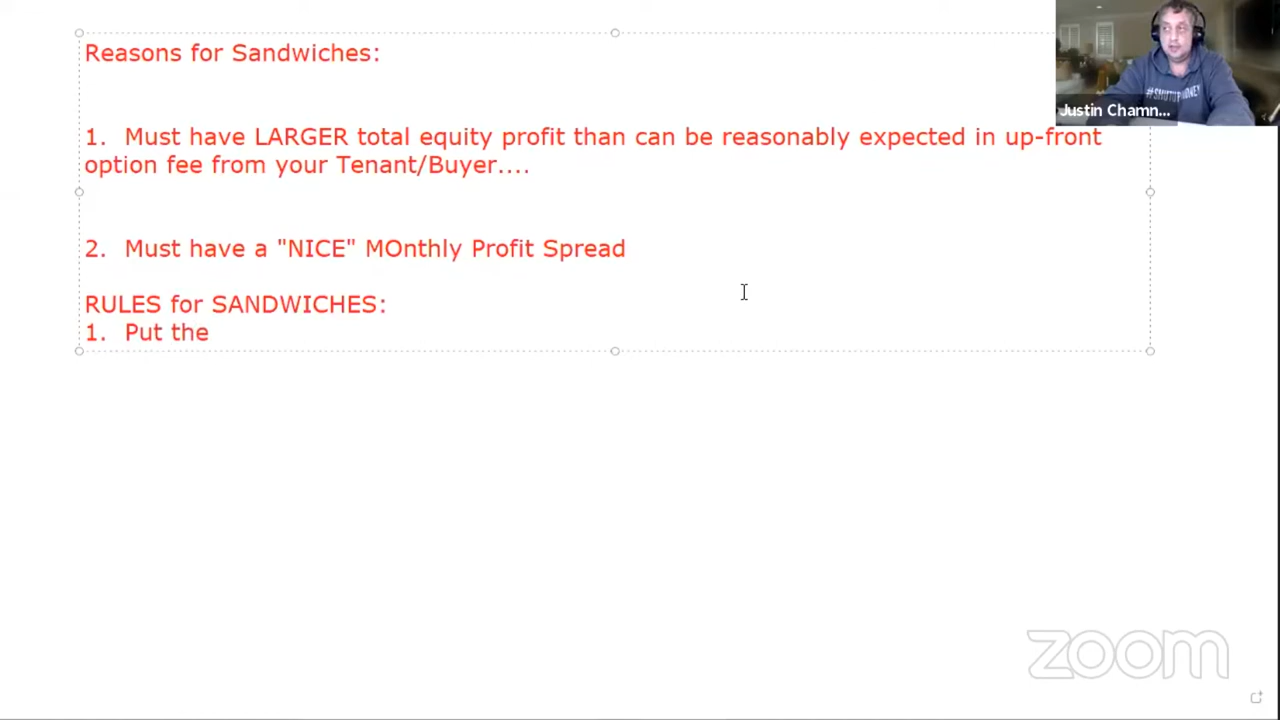 Reasons for Sandwiches:
1. Must have LARGER total equity profit than can be reasonably expected in up-front
option fee from your Tenant/Buyer....
2. Must have a "NICE" MOnthly Profit Spread
RULES for SANDWICHES:
1. Put the
Justin Chamn...
zoom